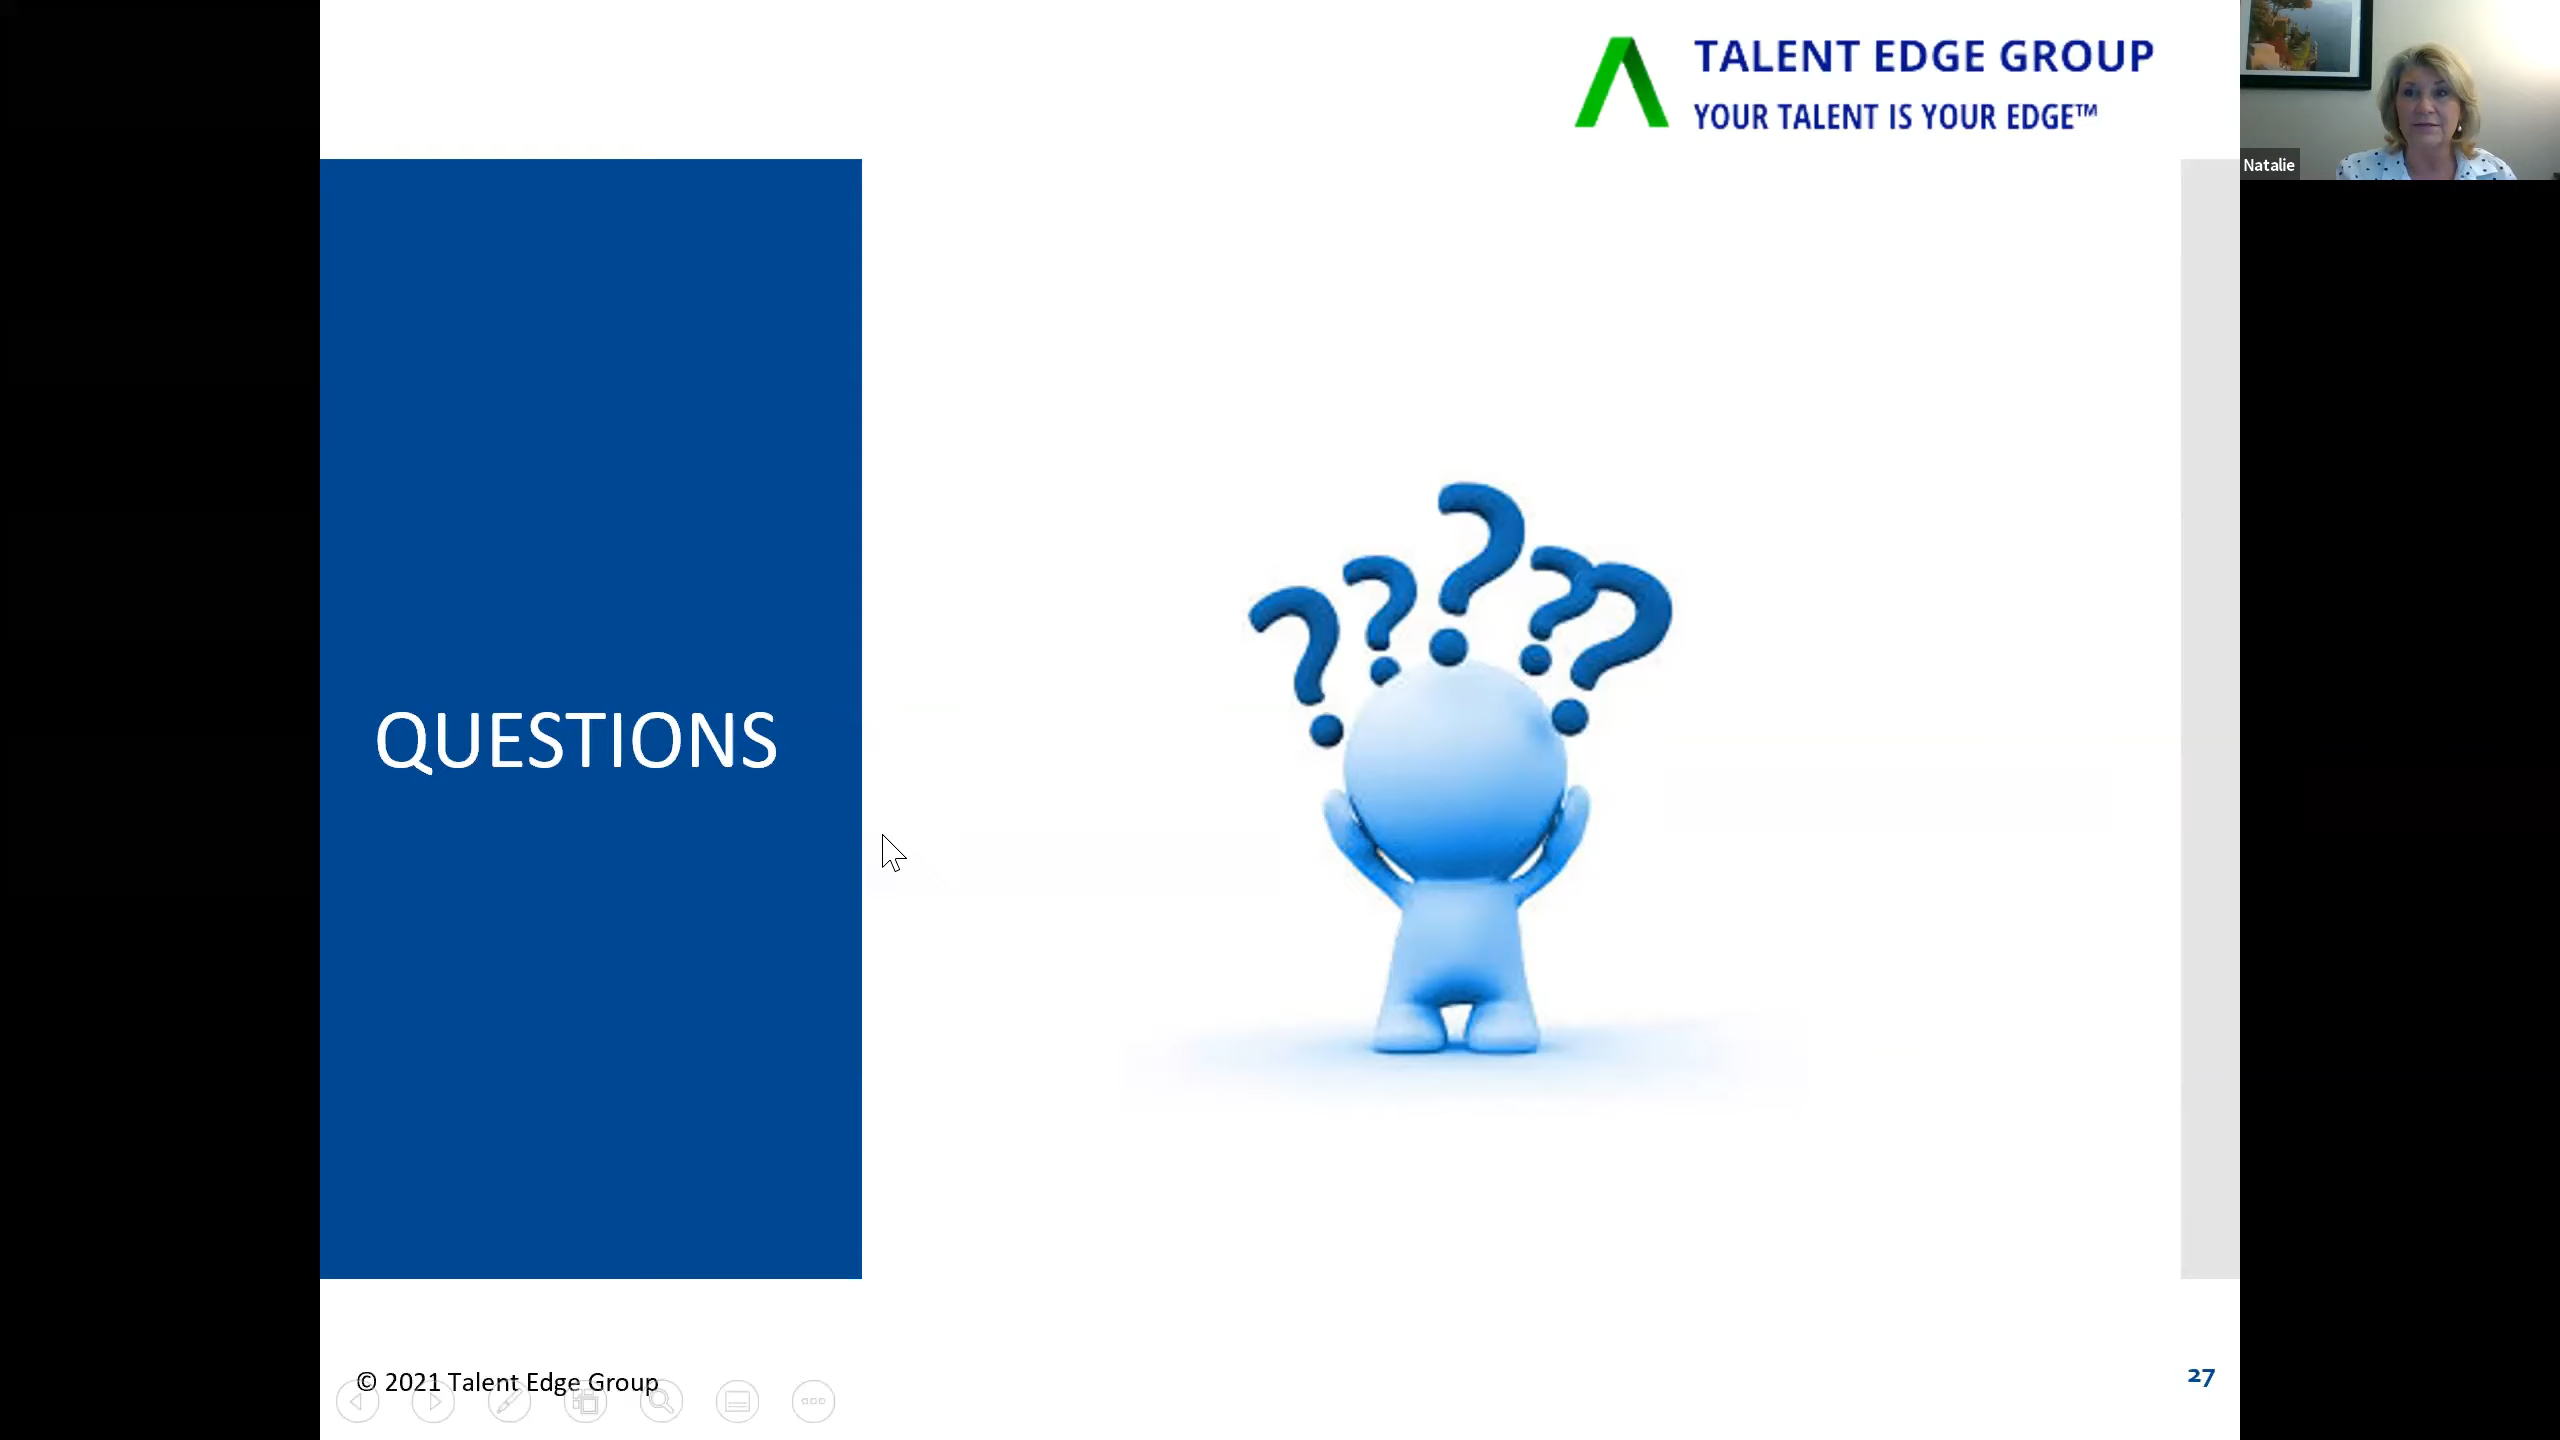 TALENT EDGE GROUP
YOUR TALENT IS YOUR EDGE™
Natalie
QUESTIONS
? ? ? ? ?
© 2021 Talent Edge Group
27